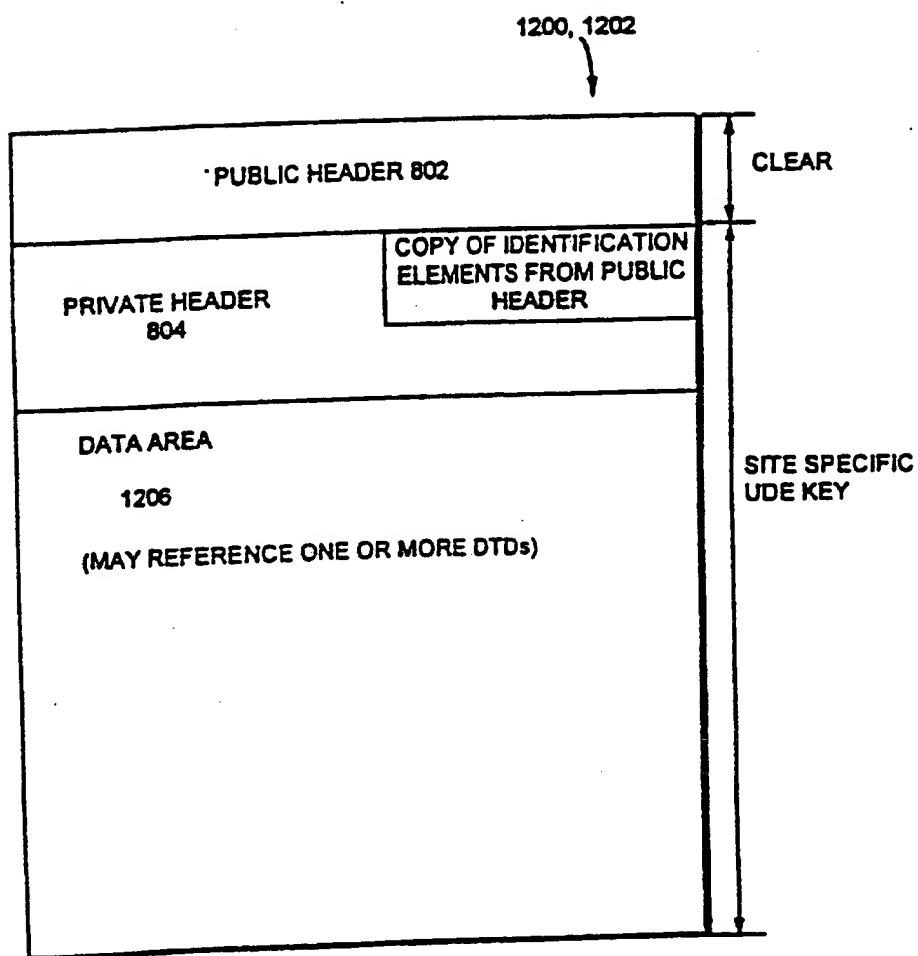 1200, 1202
PUBLIC HEADER 802
CLEAR
COPY OF IDENTIFICATION
ELEMENTS FROM PUBLIC
HEADER
PRIVATE HEADER
804
DATA AREA
1206
(MAY REFERENCE ONE OR MORE DTDs)
SITE SPECIFIC
UDE KEY